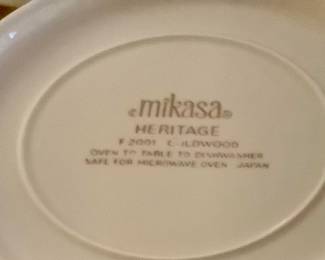 mikasa®
HERITAGE
F 2001
OVEN TO TABLE TO DISHWASHER
SAFE FOR MICROWAVE OVEN JAPAN